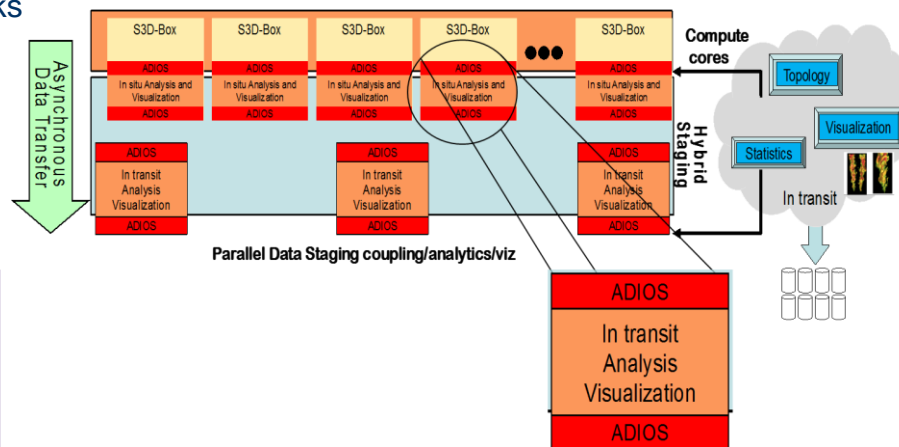 ks
Asynchronous
Data Transfer
S3D-Box
S3D-Box
S3D-Box
S3D-Box
S3D-Box
ADIOS
ADIOS
ADIOS
ADIOS
ADIOS
In situ Analysis and
Visualization
In situ Analysis and
Visualization
In situ Analysis and
Visualization
In situ Analysis and
Visualization
In situ Analysis and
Visualization
ADIOS
ADIOS
ADIOS
ADIOS
ADIOS
ADIOS
In transit
Analysis
Visualization
ADIOS
ADIOS
In transit
Analysis
Visualization
ADIOS
ADIOS
In transit
Analysis
Visualization
ADIOS
Compute
cores
Hybrid
Staging
Topology
Visualization
Statistics
In transit
Parallel Data Staging coupling/analytics/viz
ADIOS
In transit
Analysis
Visualization
ADIOS